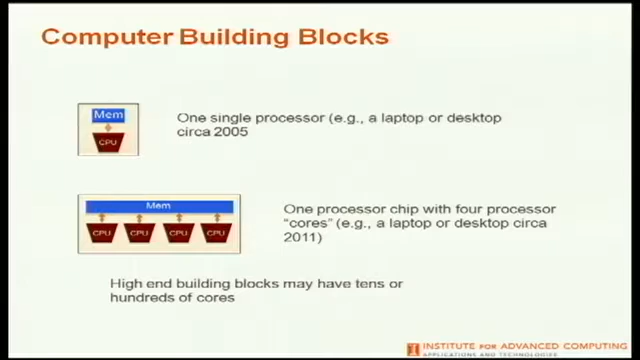 Computer Building Blocks
Mem
CPU
One single processor (e.g., a laptop or desktop
circa 2005
Mem
CPU CPU CPU CPU
One processor chip with four processor
“cores” (e.g., a laptop or desktop circa
2011)
High end building blocks may have tens or
hundreds of cores
I INSTITUTE FOR ADVANCED COMPUTING
APPLICATIONS AND TECHNOLOGIES